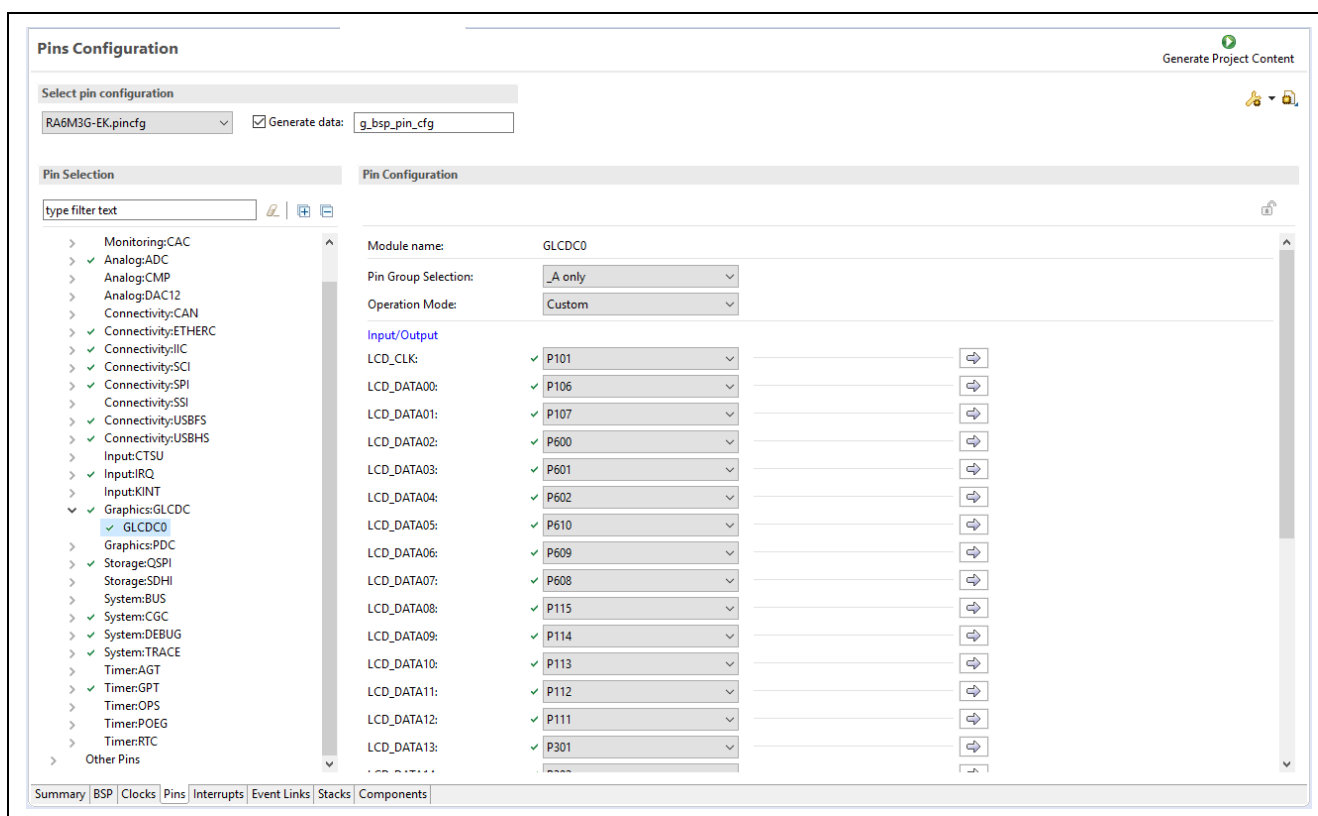 Pins Configuration
Generate Project Content
Select pin configuration
RA6M3G-EK.pincfg
Generate data:
g_bsp_pin_cfg
Pin Selection
type filter text
Monitoring:CAC
Analog:ADC
Analog:CMP
Analog:DAC12
Connectivity:CAN
Connectivity:ETHERC
Connectivity:IIC
Connectivity:SCI
Connectivity:SPI
Connectivity:SSI
Connectivity:USBFS
Connectivity:USBHS
Input:CTSU
Input:IRQ
Input:KINT
Graphics:GLCDC
GLCDC0
Graphics:PDC
Storage:QSPI
Storage:SDHI
System:BUS
System:CGC
System:DEBUG
System:TRACE
Timer:AGT
Timer:GPT
Timer:OPS
Timer:POEG
Timer:RTC
Other Pins
Pin Configuration
Module name: GLCDC0
Pin Group Selection: _A only
Operation Mode: Custom
Input/Output
LCD_CLK: P101
LCD_DATA00: P106
LCD_DATA01: P107
LCD_DATA02: P600
LCD_DATA03: P601
LCD_DATA04: P602
LCD_DATA05: P610
LCD_DATA06: P609
LCD_DATA07: P608
LCD_DATA08: P115
LCD_DATA09: P114
LCD_DATA10: P113
LCD_DATA11: P112
LCD_DATA12: P111
LCD_DATA13: P301
Summary BSP Clocks Pins Interrupts Event Links Stacks Components